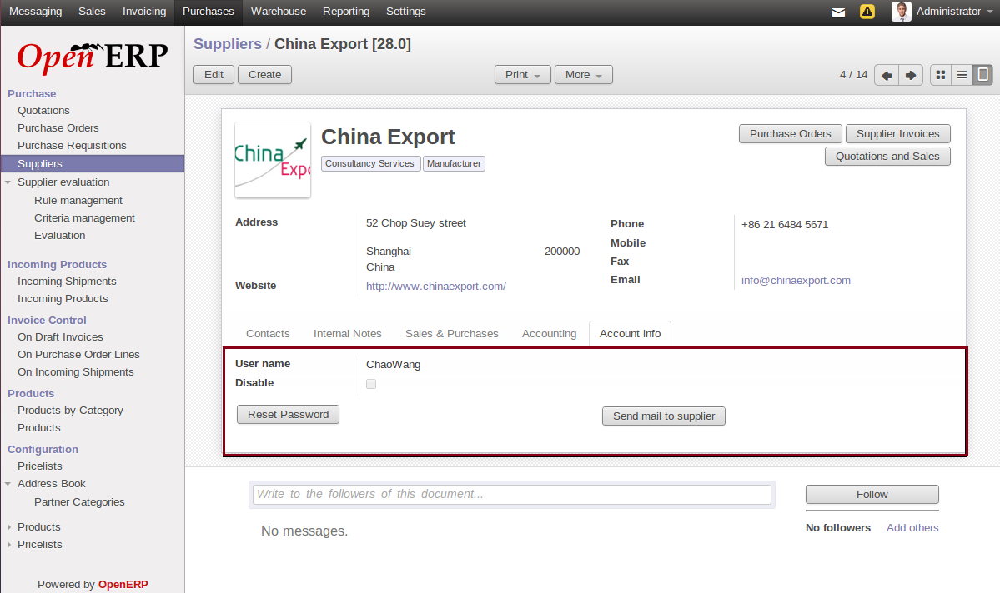 Messaging Sales Invoicing Purchases Warehouse Reporting Settings Administrator
OpenERP
Purchase
Quotations
Purchase Orders
Purchase Requisitions
Suppliers
Supplier evaluation
Rule management
Criteria management
Evaluation
Incoming Products
Incoming Shipments
Incoming Products
Invoice Control
On Draft Invoices
On Purchase Order Lines
On Incoming Shipments
Products
Products by Category
Products
Configuration
Pricelists
Address Book
Partner Categories
Products
Pricelists
Powered by OpenERP
Suppliers / China Export [28.0]
Edit Create Print More 4 / 14
China
Expo
China Export
Consultancy Services Manufacturer
Purchase Orders Supplier Invoices
Quotations and Sales
Address 52 Chop Suey street
Shanghai 200000
China
Website http://www.chinaexport.com/
Phone +86 21 6484 5671
Mobile
Fax
Email info@chinaexport.com
Contacts Internal Notes Sales & Purchases Accounting Account info
User name ChaoWang
Disable
Reset Password Send mail to supplier
Write to the followers of this document...
No messages.
Follow
No followers Add others